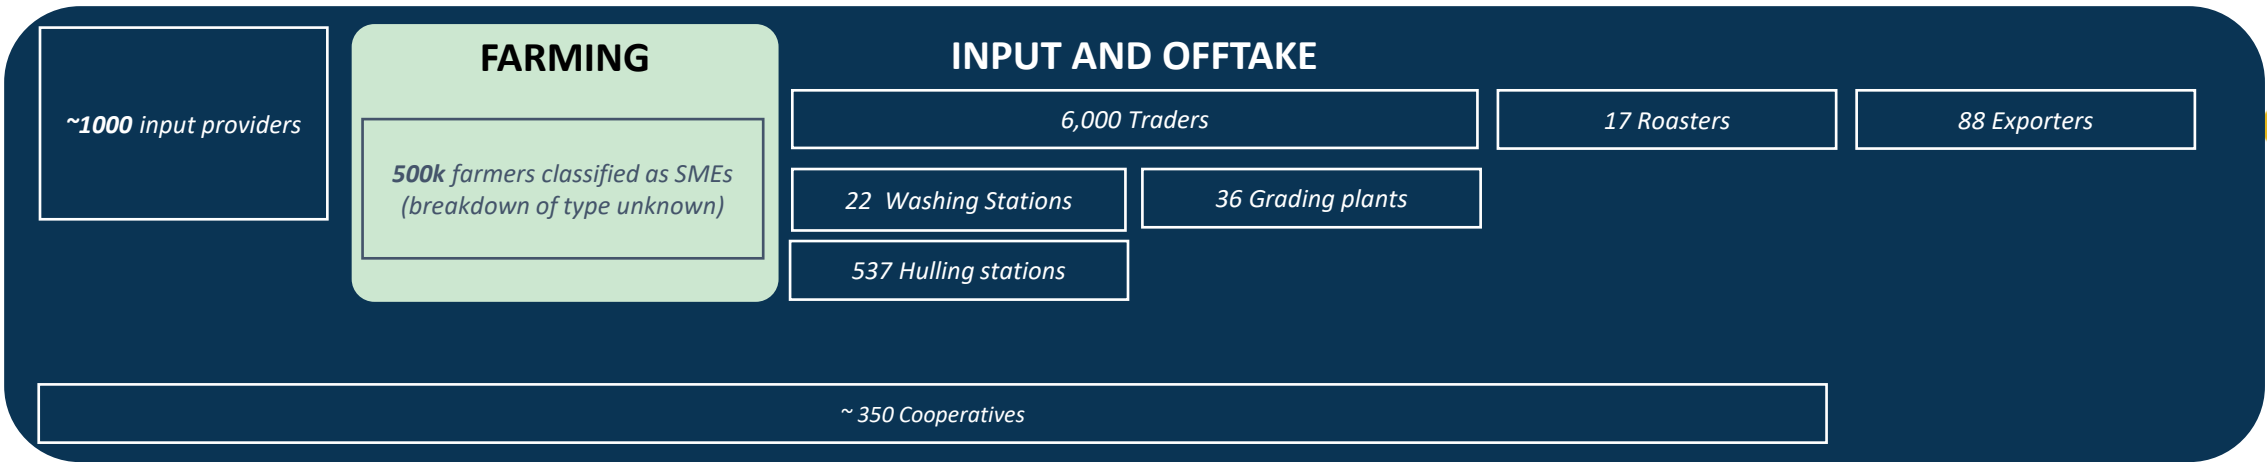 ~1000 input providers
FARMING
500k farmers classified as SMEs
(breakdown of type unknown)
INPUT AND OFFTAKE
6,000 Traders
17 Roasters
88 Exporters
22  Washing Stations
36 Grading plants
537 Hulling stations
~ 350 Cooperatives